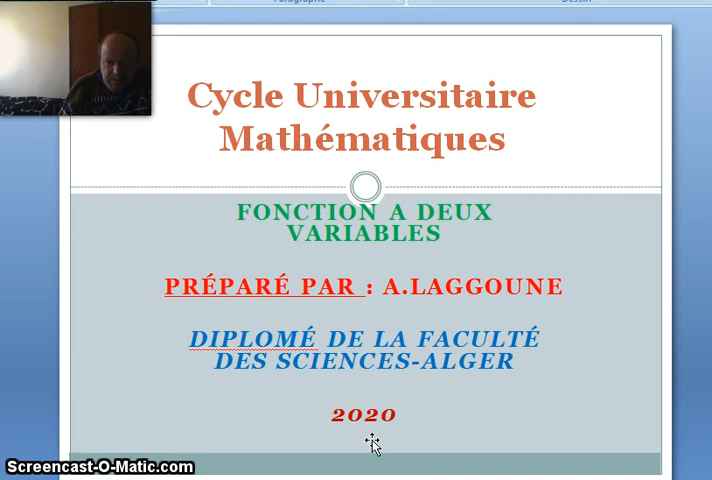 Cycle Universitaire
Mathématiques
FONCTION A DEUX
VARIABLES
PRÉPARÉ PAR : A.LAGGOUNE
DIPLOMÉ DE LA FACULTÉ
DES SCIENCES-ALGER
2020
Screencast-O-Matic.com